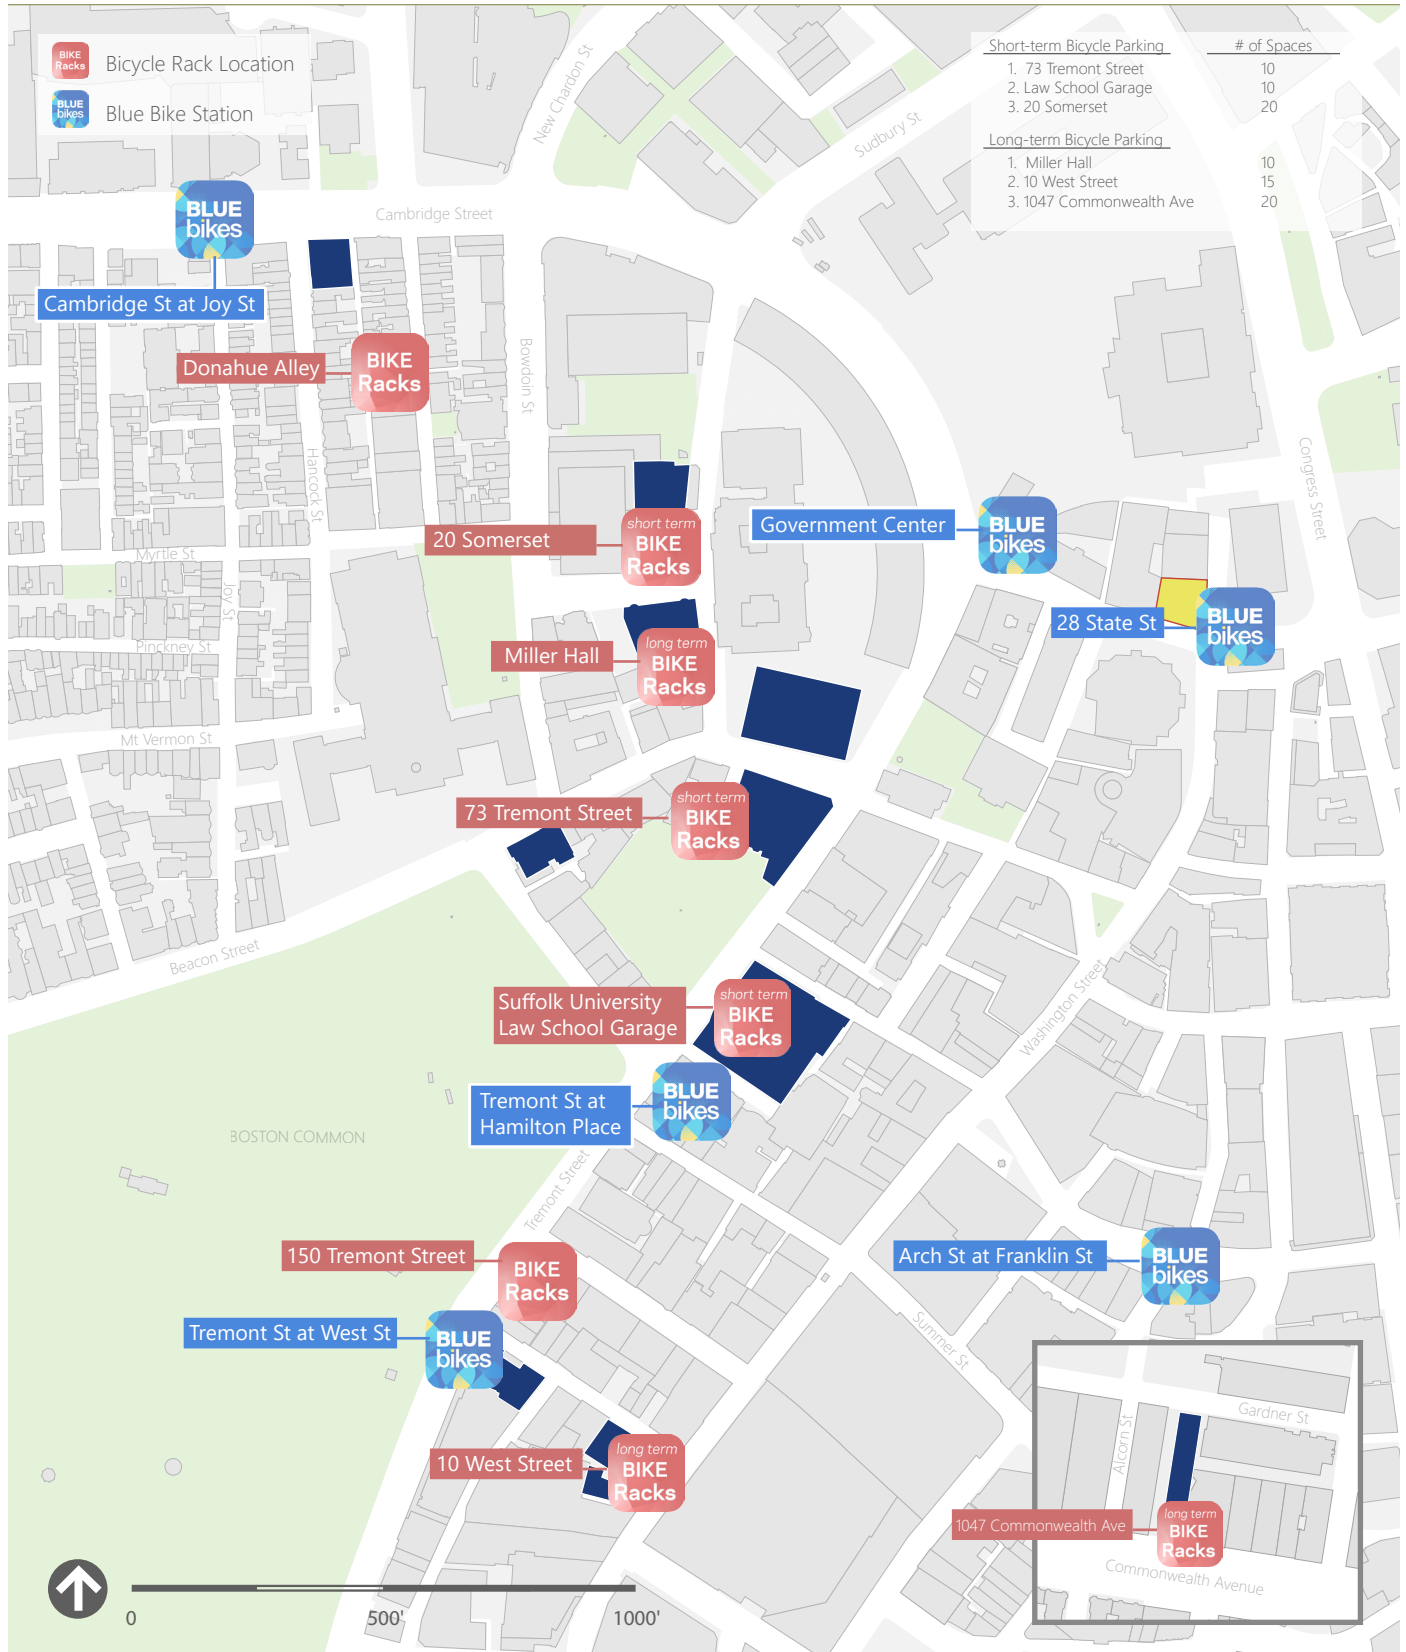 BIKE
Racks
Bicycle Rack Location
BLUE
bikes
Blue Bike Station
Short-term Bicycle Parking # of Spaces
1. 73 Tremont Street 10
2. Law School Garage 10
3. 20 Somerset 20
Long-term Bicycle Parking
1. Miller Hall 10
2. 10 West Street 15
3. 1047 Commonwealth Ave 20
New Chardon St
Sudbury St
BLUE
bikes
Cambridge Street
Cambridge St at Joy St
Donahue Alley
BIKE
Racks
Bowdoin St
Hancock St
Congress Street
20 Somerset
short term
BIKE
Racks
Government Center
BLUE
bikes
Myrtle St
Joy St
Pinckney St
28 State St
BLUE
bikes
Miller Hall
long term
BIKE
Racks
Mt Vernon St
73 Tremont Street
short term
BIKE
Racks
Beacon Street
Suffolk University
Law School Garage
short term
BIKE
Racks
Washington Street
Tremont St at
Hamilton Place
BLUE
bikes
BOSTON COMMON
Tremont Street
150 Tremont Street
BIKE
Racks
Arch St at Franklin St
BLUE
bikes
Tremont St at West St
BLUE
bikes
Summer St
10 West Street
long term
BIKE
Racks
Gardner St
Alcorn St
1047 Commonwealth Ave
long term
BIKE
Racks
Commonwealth Avenue
0 500' 1000'